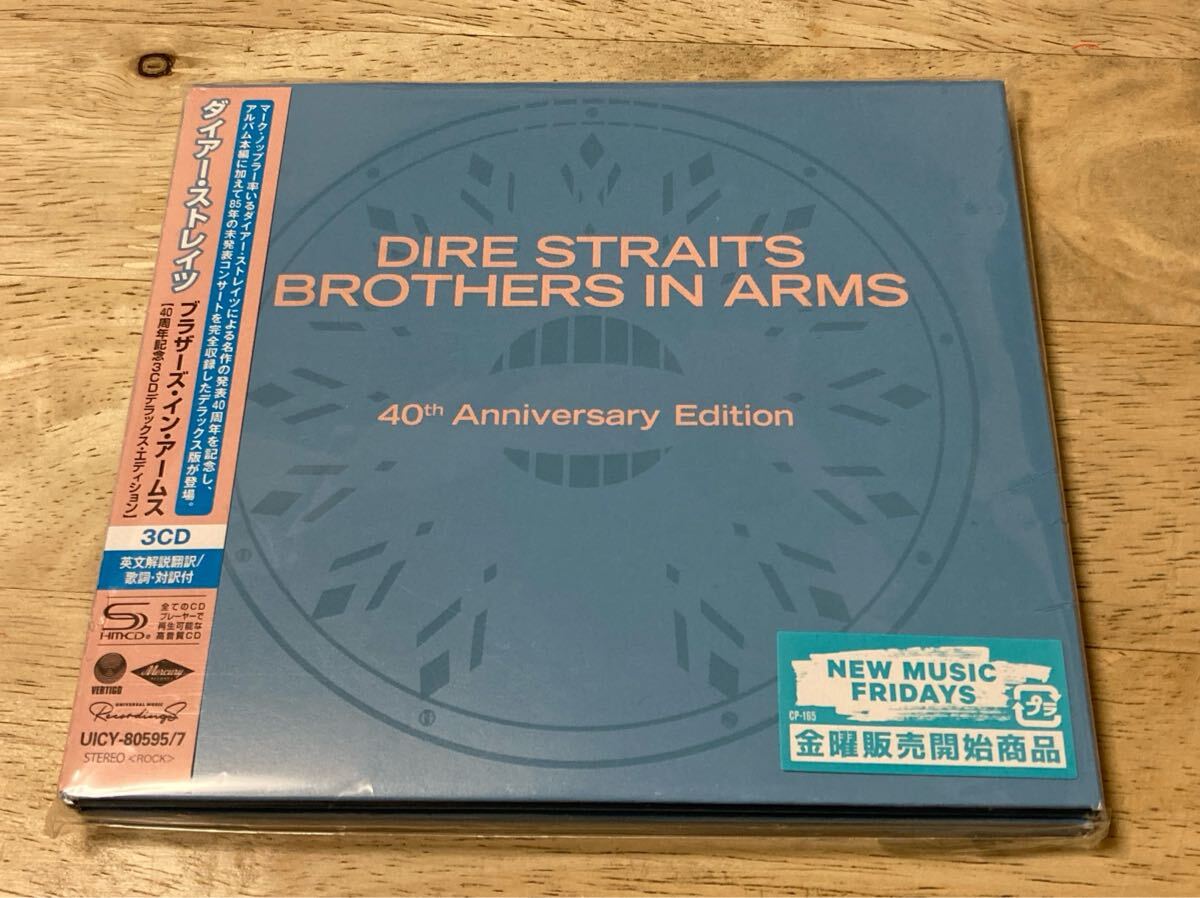 ダイアー・ストレイツ
ブラザーズ・イン・アームス
[40周年記念3CDデラックス・エディション]
マーク・ノップラー率いるダイアー・ストレイツによる名作の発表40周年を記念し、
アルバム本編に加えて85年の未発表コンサートを完全収録したデラックス版が登場。
3CD
英文解説翻訳/
歌詞・対訳付
SHM-CD
全てのCD
プレーヤーで
再生可能な
高音質CD
VERTIGO
Mercury
RECORDS
UNIVERSAL MUSIC
Recordings
UICY-80595/7
STEREO <ROCK>
DIRE STRAITS
BROTHERS IN ARMS
40th Anniversary Edition
NEW MUSIC
FRIDAYS
プラ
CP-165
金曜販売開始商品